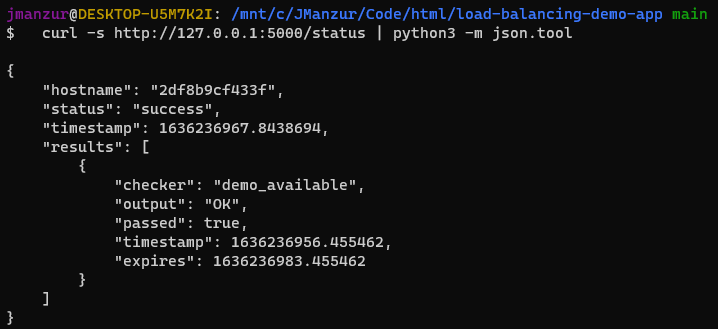 jmanzur@DESKTOP-U5M7K2I: /mnt/c/JManzur/Code/html/load-balancing-demo-app main
$   curl -s http://127.0.0.1:5000/status | python3 -m json.tool
{
    "hostname": "2df8b9cf433f",
    "status": "success",
    "timestamp": 1636236967.8438694,
    "results": [
        {
            "checker": "demo_available",
            "output": "OK",
            "passed": true,
            "timestamp": 1636236956.455462,
            "expires": 1636236983.455462
        }
    ]
}